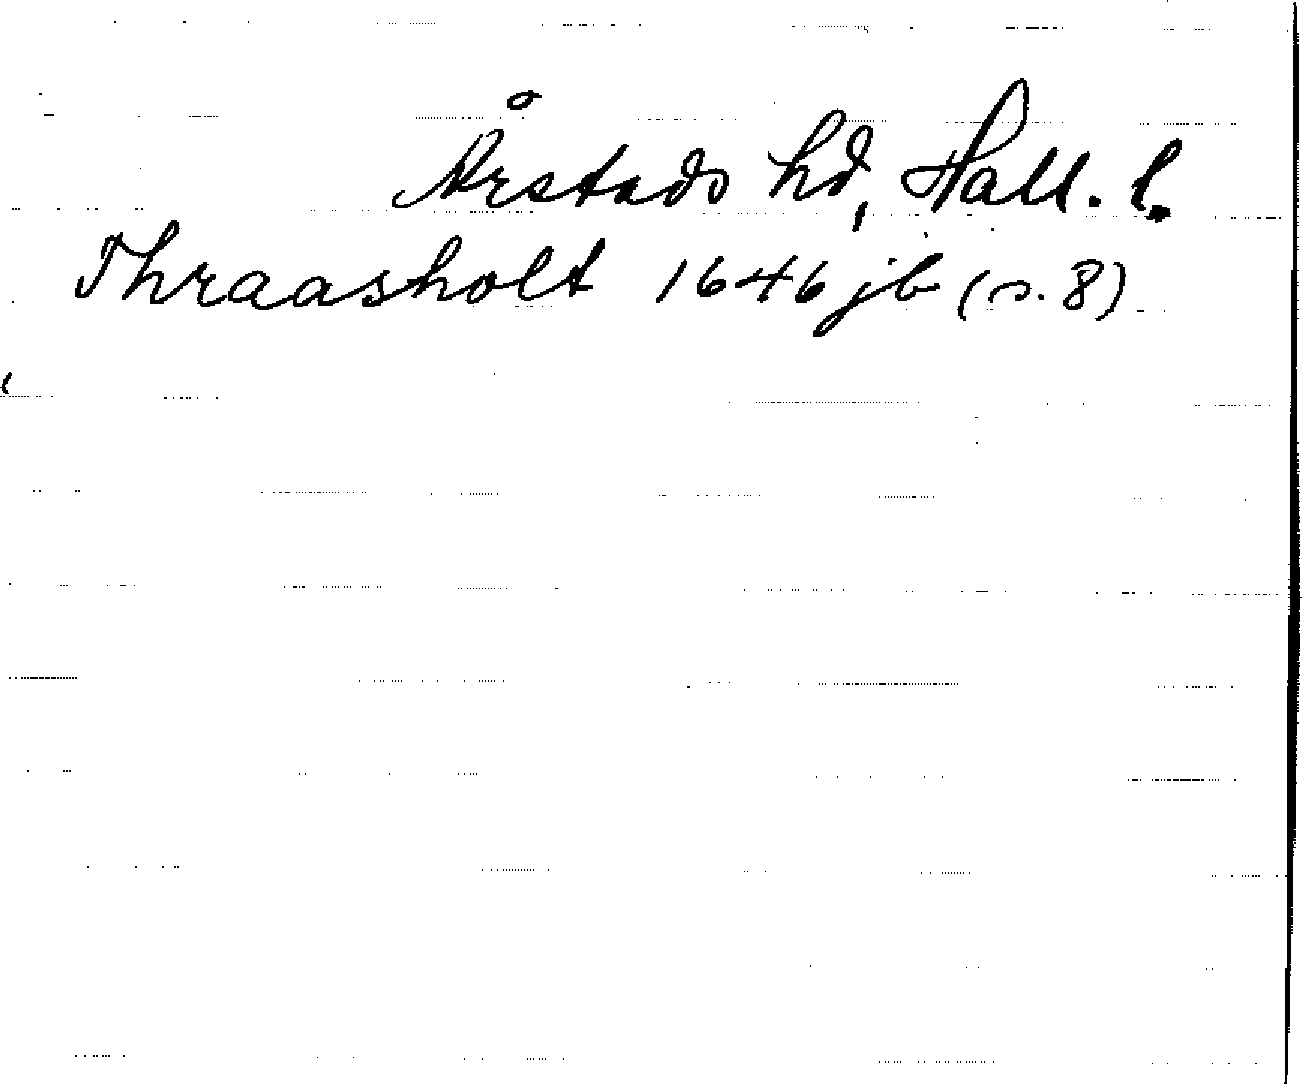 Årstads hd, Hall. l.
Thraasholt 1646 jb (s. 8)